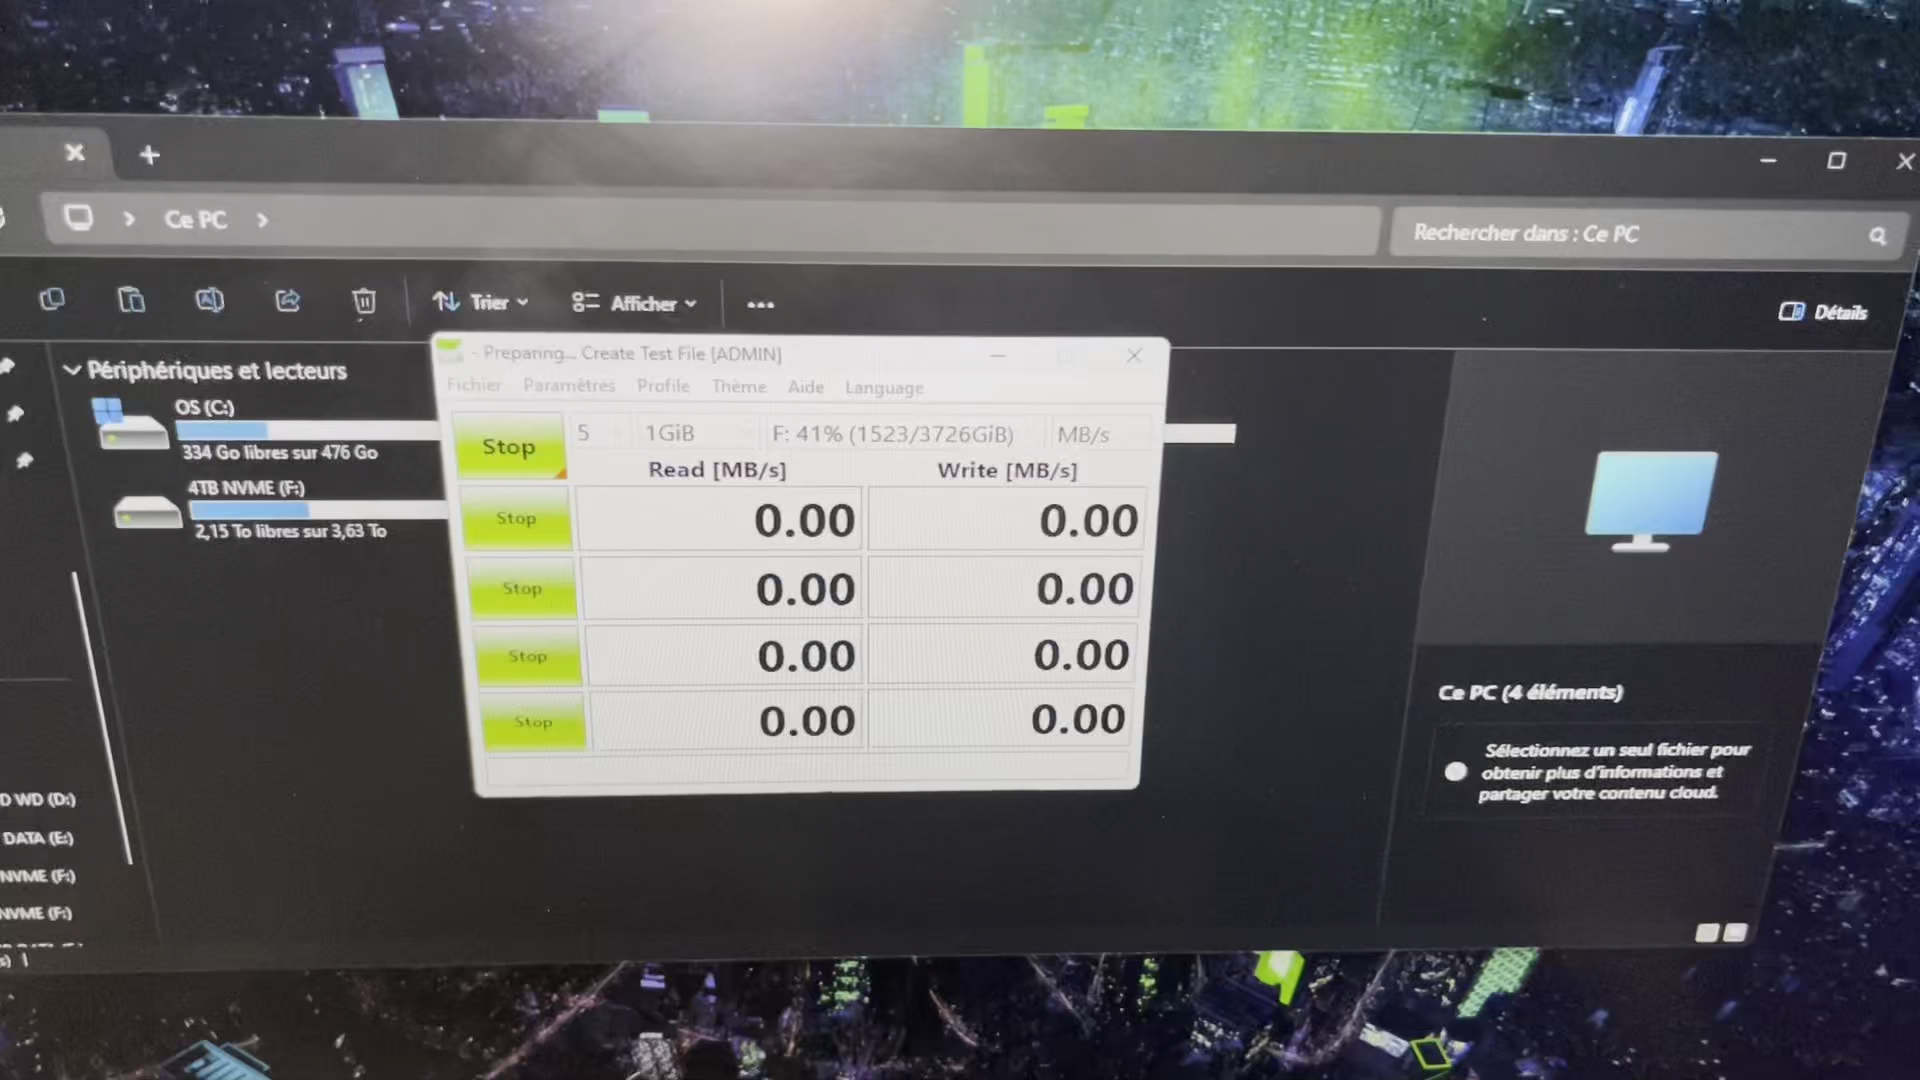 Ce PC
Rechercher dans : Ce PC
Trier
Afficher
Détails
Périphériques et lecteurs
OS (C:)
334 Go libres sur 476 Go
4TB NVME (F:)
2,15 To libres sur 3,63 To
- Preparing... Create Test File [ADMIN]
Fichier Paramètres Profile Thème Aide Language
Stop 5 1GiB F: 41% (1523/3726GiB) MB/s
Read [MB/s] Write [MB/s]
Stop 0.00 0.00
Stop 0.00 0.00
Stop 0.00 0.00
Stop 0.00 0.00
Ce PC (4 éléments)
Sélectionnez un seul fichier pour
obtenir plus d'informations et
partager votre contenu cloud.
D WD (D:)
DATA (E:)
NVME (F:)
NVME (F:)